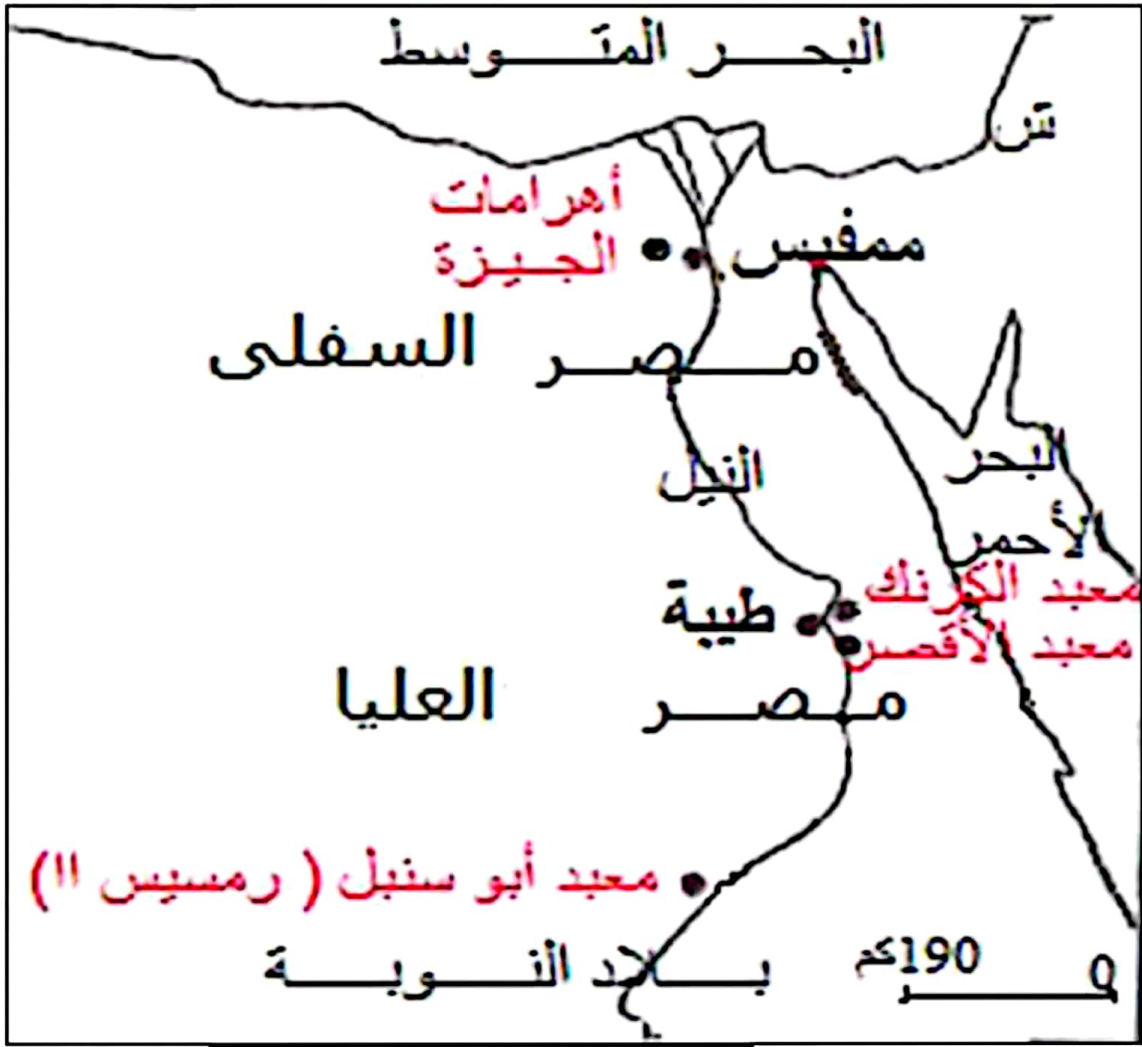 البحر المتوسط
ش
أهرامات
الجيزة
ممفيس
مصر السفلى
النيل
البحر
الأحمر
معبد الكرنك
طيبة
معبد الأقصر
مصر العليا
معبد أبو سنبل ( رمسيس II)
بلاد النوبة
190كم 0